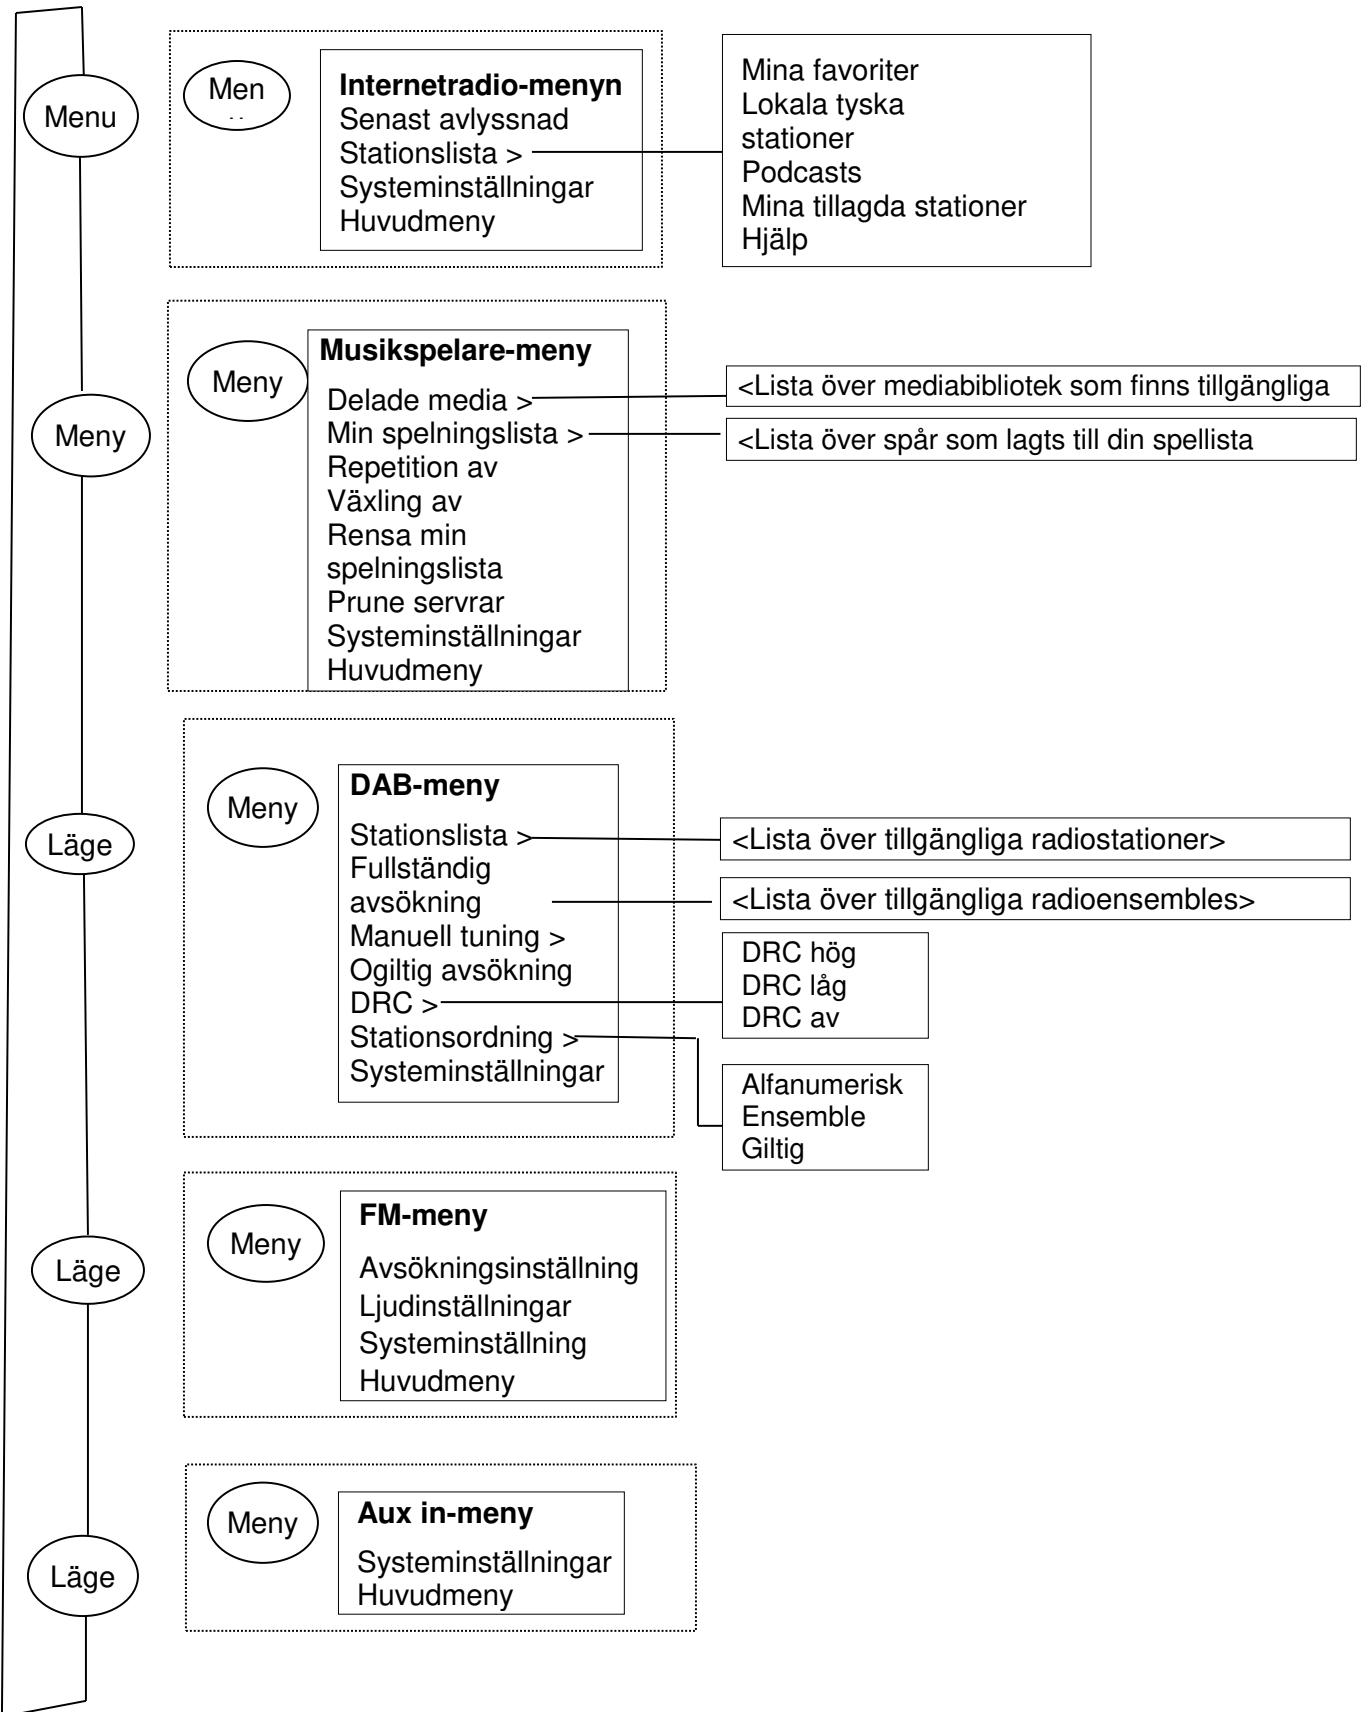 Menu
Men
Internetradio-menyn
Senast avlyssnad
Stationslista >
Systeminställningar
Huvudmeny
Mina favoriter
Lokala tyska
stationer
Podcasts
Mina tillagda stationer
Hjälp
Meny
Meny
Musikspelare-meny
Delade media >
Min spelningslista >
Repetition av
Växling av
Rensa min
spelningslista
Prune servrar
Systeminställningar
Huvudmeny
<Lista över mediabibliotek som finns tillgängliga
<Lista över spår som lagts till din spellista
Läge
Meny
DAB-meny
Stationslista >
Fullständig
avsökning
Manuell tuning >
Ogiltig avsökning
DRC >
Stationsordning >
Systeminställningar
<Lista över tillgängliga radiostationer>
<Lista över tillgängliga radioensembles>
DRC hög
DRC låg
DRC av
Alfanumerisk
Ensemble
Giltig
Läge
Meny
FM-meny
Avsökningsinställning
Ljudinställningar
Systeminställning
Huvudmeny
Läge
Meny
Aux in-meny
Systeminställningar
Huvudmeny